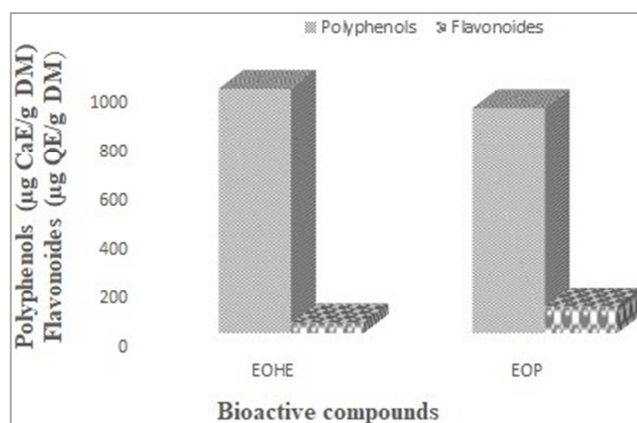 Polyphenols Flavonoides
Polyphenols (µg CaE/g DM)
Flavonoides (µg QE/g DM)
1000
800
600
400
200
0
EOHE EOP
Bioactive compounds